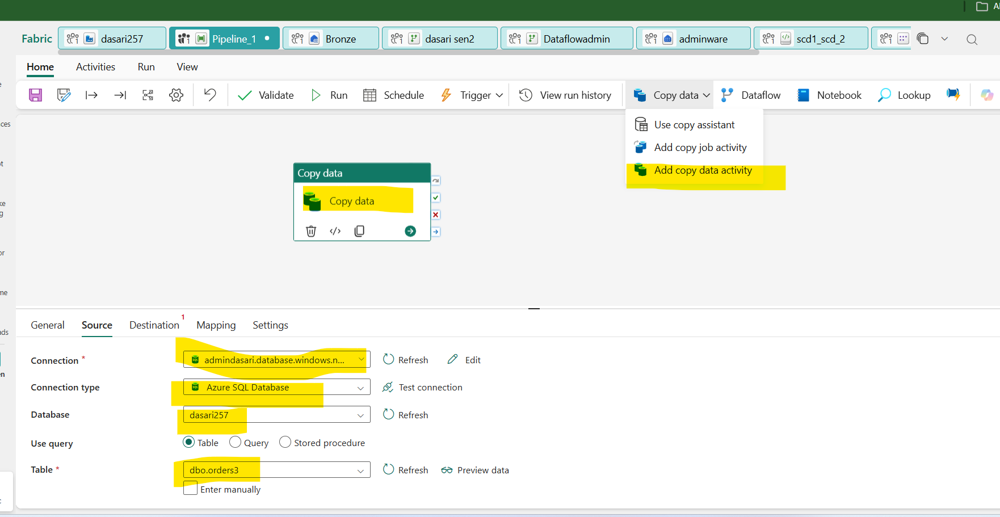 Fabric dasari257 Pipeline_1 Bronze dasari sen2 Dataflowadmin adminware scd1_scd_2
Home Activities Run View
Validate Run Schedule Trigger View run history Copy data Dataflow Notebook Lookup
Use copy assistant
Add copy job activity
Add copy data activity
Copy data
Copy data
General Source Destination 1 Mapping Settings
Connection * admindasari.database.windows.n... Refresh Edit
Connection type Azure SQL Database Test connection
Database dasari257 Refresh
Use query Table Query Stored procedure
Table * dbo.orders3 Refresh Preview data
Enter manually